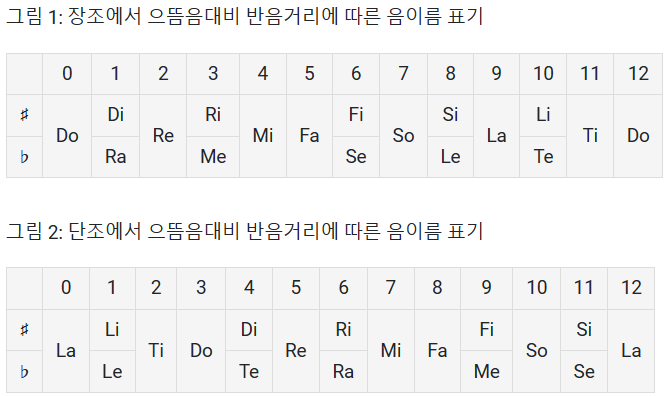 그림 1: 장조에서 으뜸음대비 반음거리에 따른 음이름 표기
0 1 2 3 4 5 6 7 8 9 10 11 12
♯ Do Di Re Ri Mi Fa Fi So Si La Li Ti Do
♭ Ra Me Se Le Te
그림 2: 단조에서 으뜸음대비 반음거리에 따른 음이름 표기
0 1 2 3 4 5 6 7 8 9 10 11 12
♯ La Li Ti Do Di Re Ri Mi Fa Fi So Si La
♭ Le Te Ra Me Se